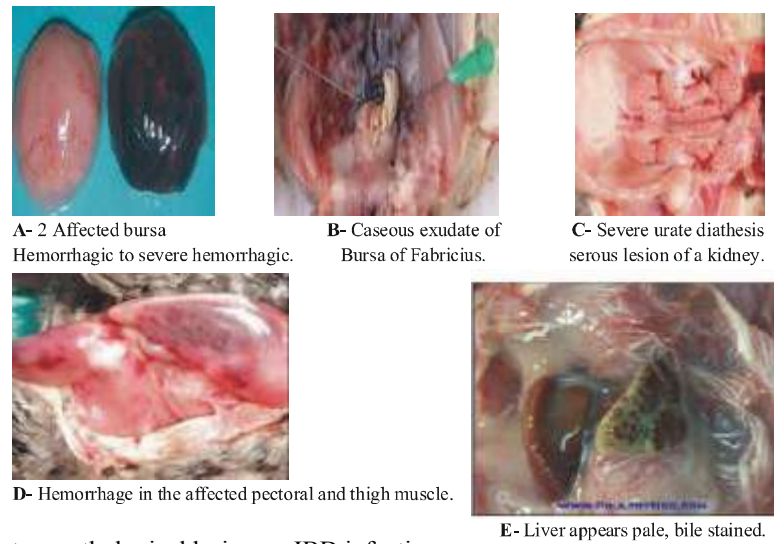 A- 2 Affected bursa
Hemorrhagic to severe hemorrhagic.
B- Caseous exudate of
Bursa of Fabricius.
C- Severe urate diathesis
serous lesion of a kidney.
D- Hemorrhage in the affected pectoral and thigh muscle.
E- Liver appears pale, bile stained.